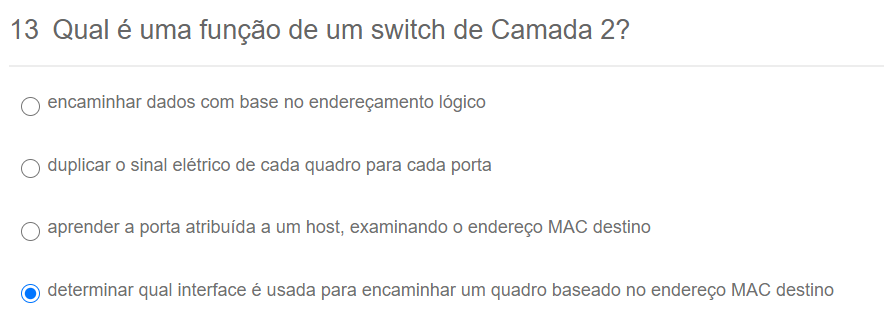 13 Qual é uma função de um switch de Camada 2?
encaminhar dados com base no endereçamento lógico
duplicar o sinal elétrico de cada quadro para cada porta
aprender a porta atribuída a um host, examinando o endereço MAC destino
determinar qual interface é usada para encaminhar um quadro baseado no endereço MAC destino